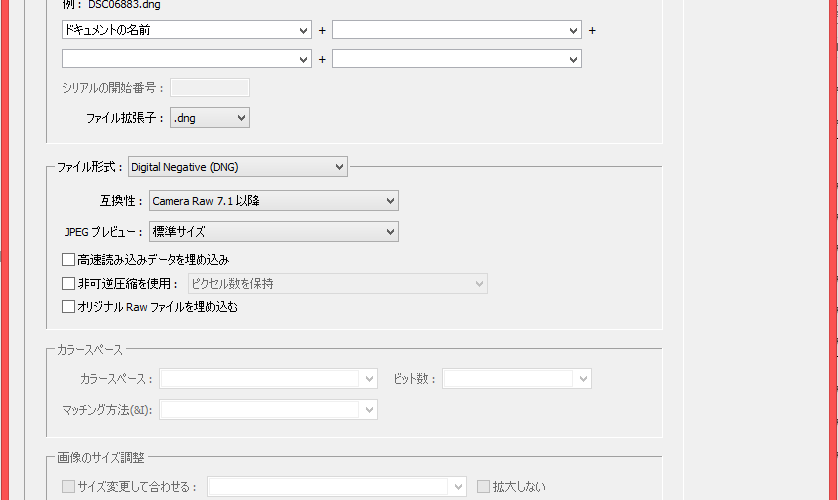 例： DSC06883.dng
ドキュメントの名前 + +
+
シリアルの開始番号：
ファイル拡張子： .dng
ファイル形式： Digital Negative (DNG)
互換性： Camera Raw 7.1 以降
JPEG プレビュー： 標準サイズ
高速読み込みデータを埋め込み
非可逆圧縮を使用： ピクセル数を保持
オリジナル Raw ファイルを埋め込む
カラースペース
カラースペース： ビット数：
マッチング方法(&I):
画像のサイズ調整
サイズ変更して合わせる： 拡大しない